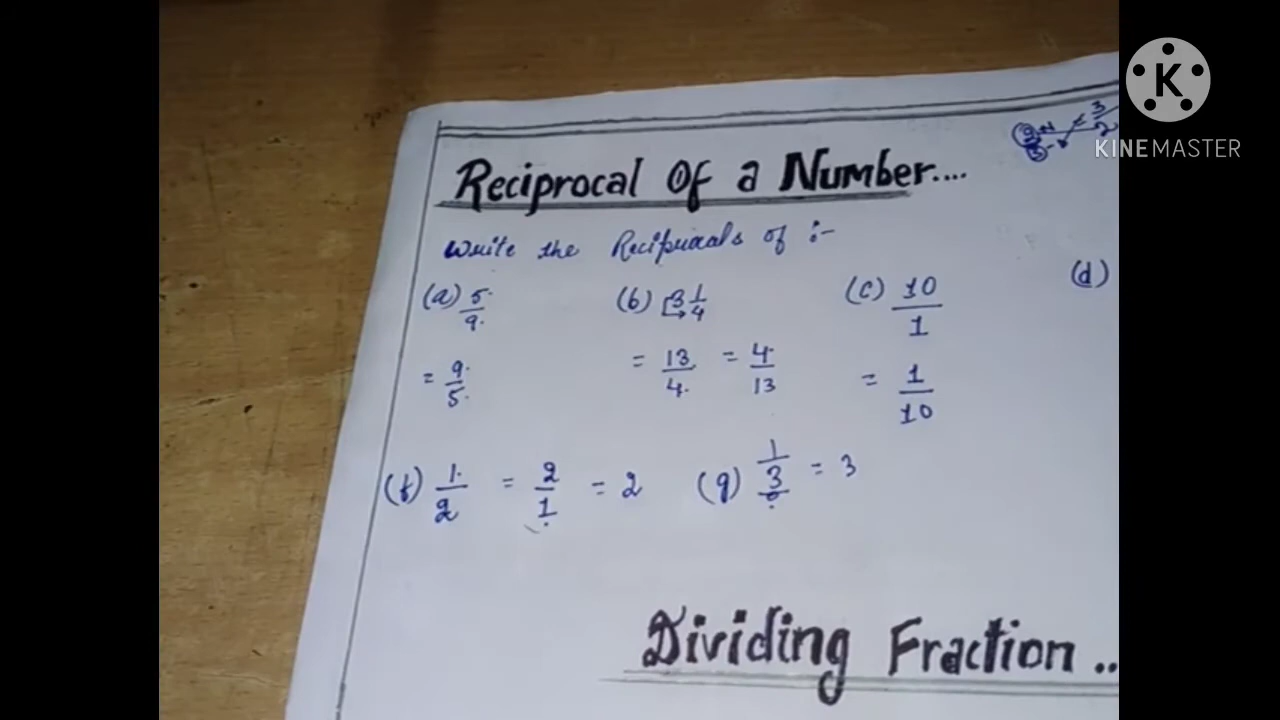 Reciprocal Of a Number....
Write the Reciprocals of :-
(a) 5/9
(b) 3 1/4
(c) 10/1
(d)
= 9/5
= 13/4 = 4/13
= 1/10
(f) 1/2 = 2/1 = 2
(g) 1/3 = 3
Dividing Fraction ..
K
KINEMASTER